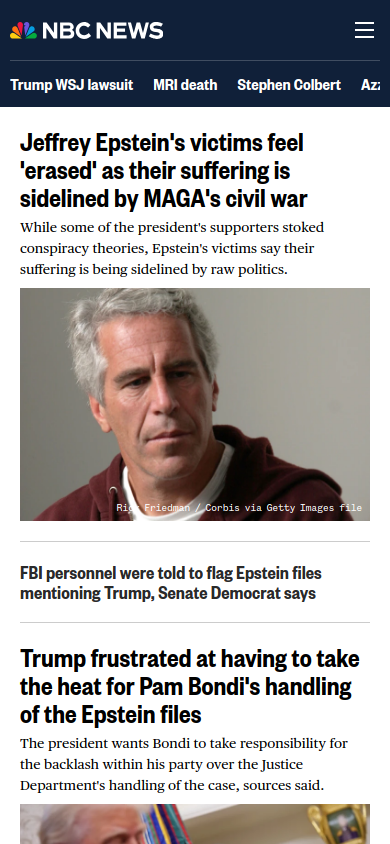 NBC NEWS
Trump WSJ lawsuit MRI death Stephen Colbert
Jeffrey Epstein's victims feel
'erased' as their suffering is
sidelined by MAGA's civil war
While some of the president's supporters stoked
conspiracy theories, Epstein's victims say their
suffering is being sidelined by raw politics.
Rick Friedman / Corbis via Getty Images file
FBI personnel were told to flag Epstein files
mentioning Trump, Senate Democrat says
Trump frustrated at having to take
the heat for Pam Bondi's handling
of the Epstein files
The president wants Bondi to take responsibility for
the backlash within his party over the Justice
Department's handling of the case, sources said.